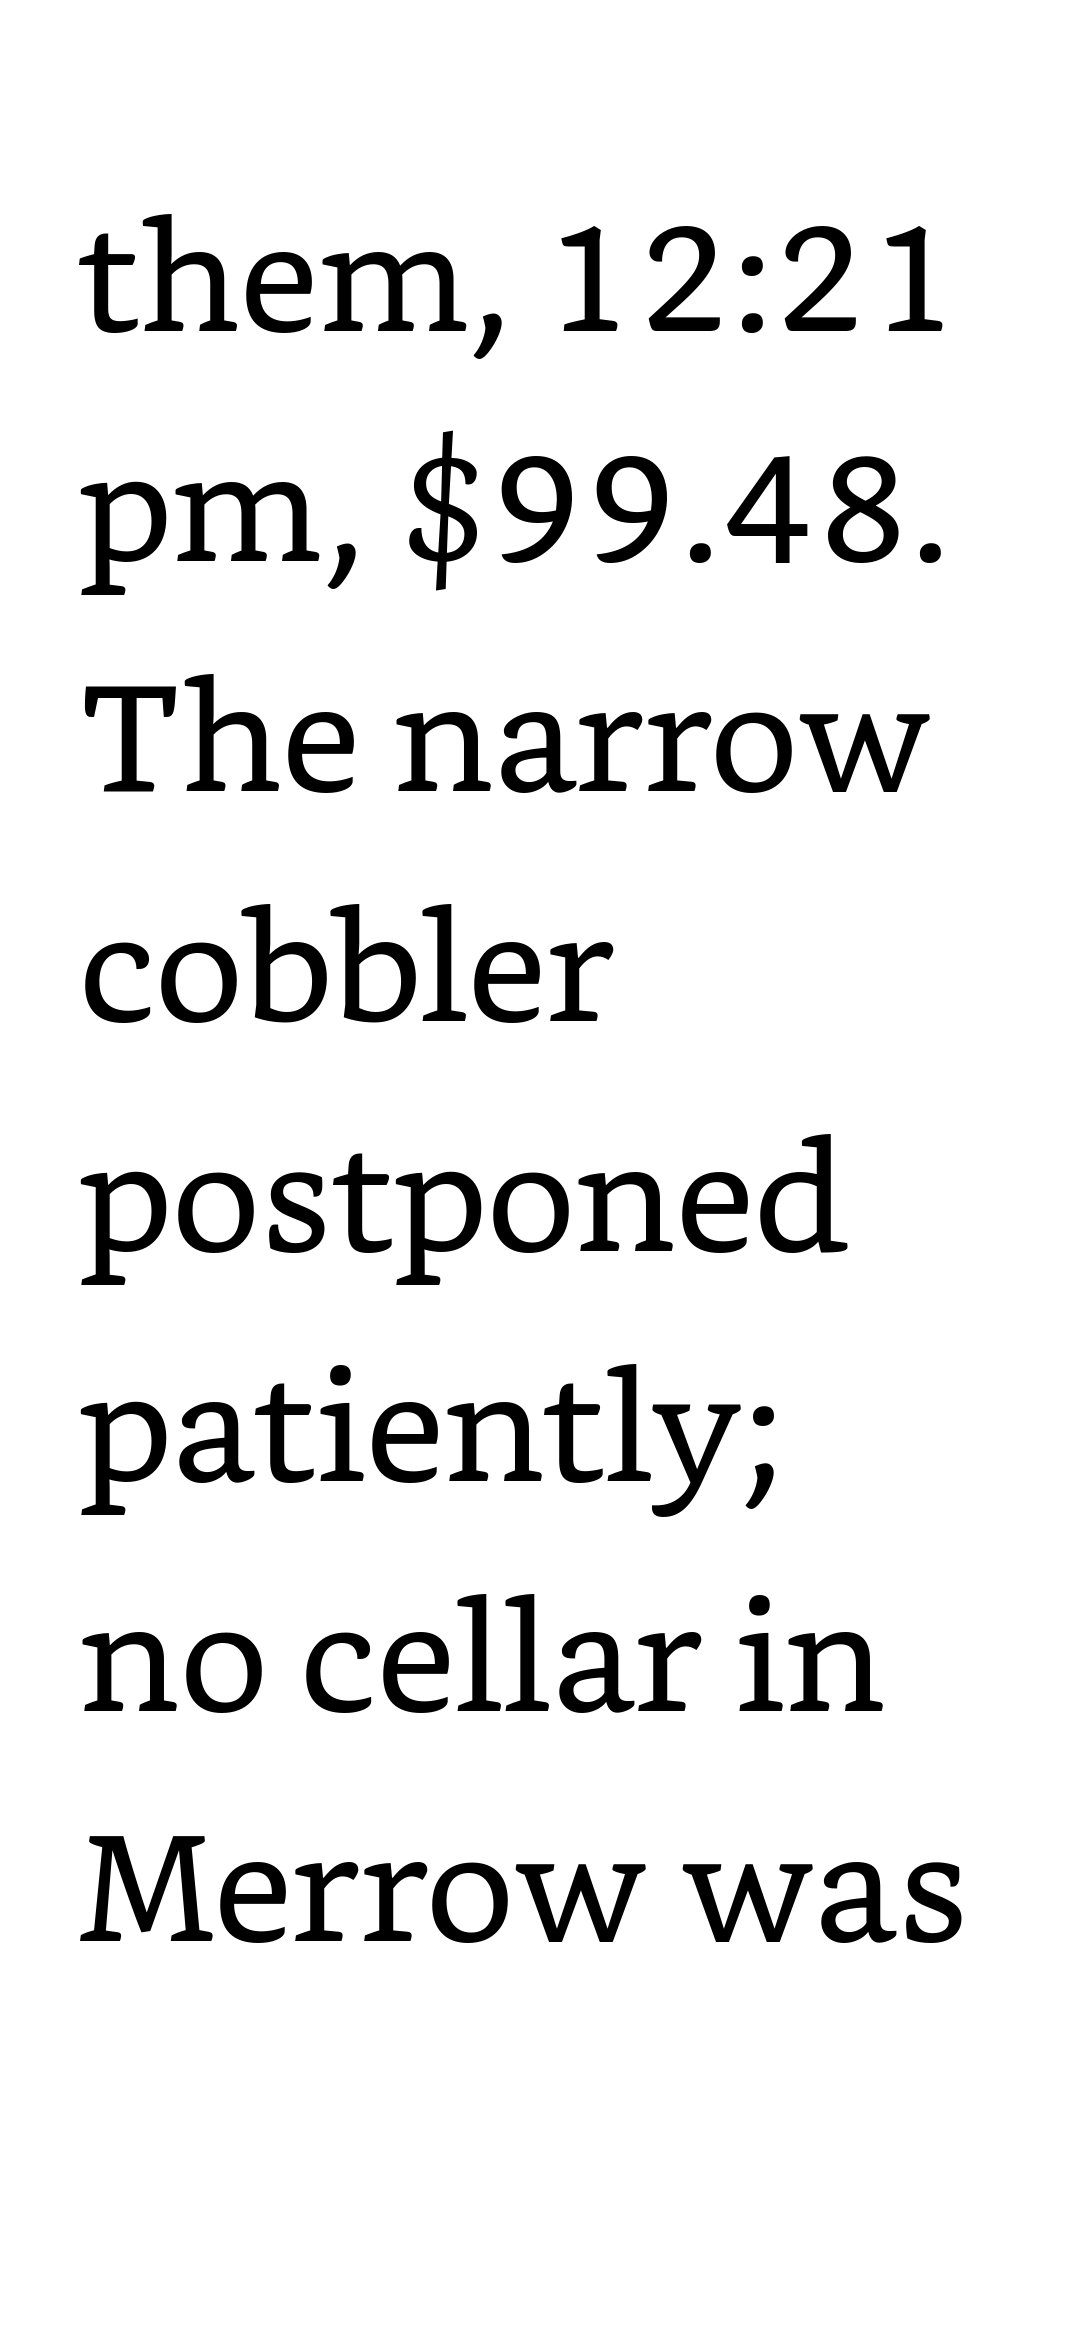 them, 12:21
pm, $99.48.
The narrow
cobbler
postponed
patiently;
no cellar in
Merrow was